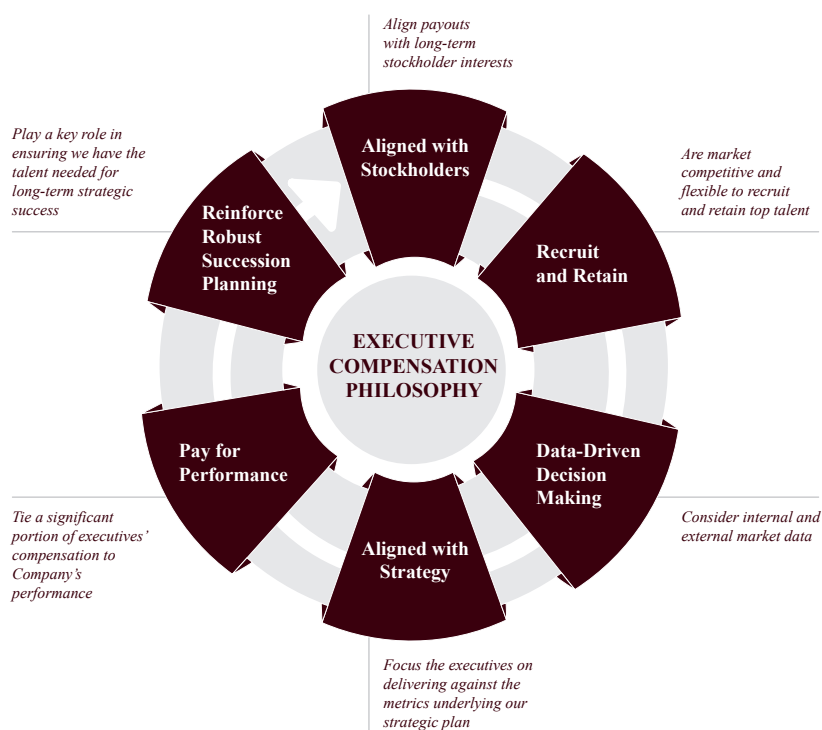 Align payouts
with long-term
stockholder interests
Aligned with
Stockholders
Play a key role in
ensuring we have the
talent needed for
long-term strategic
success
Reinforce
Robust
Succession
Planning
Are market
competitive and
flexible to recruit
and retain top talent
Recruit
and Retain
EXECUTIVE
COMPENSATION
PHILOSOPHY
Pay for
Performance
Tie a significant
portion of executives’
compensation to
Company’s
performance
Data-Driven
Decision
Making
Consider internal and
external market data
Aligned with
Strategy
Focus the executives on
delivering against the
metrics underlying our
strategic plan